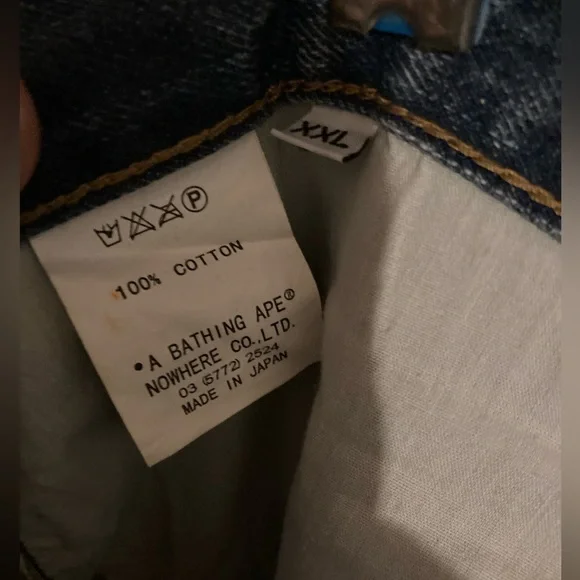 XXL
P
100% COTTON
• A BATHING APE®
NOWHERE CO.,LTD.
03 (5772) 2524
MADE IN JAPAN